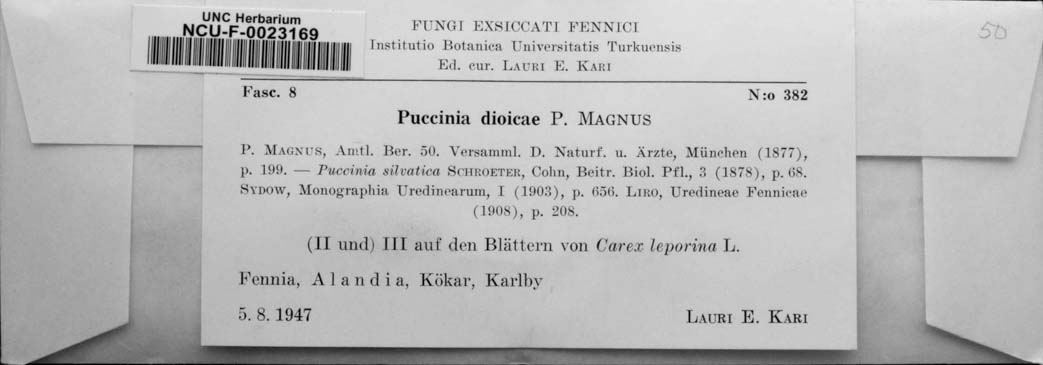 UNC Herbarium
NCU-F-0023169
50
FUNGI EXSICCATI FENNICI
Institutio Botanica Universitatis Turkuensis
Ed. cur. LAURI E. KARI
Fasc. 8 N:o 382
Puccinia dioicae P. MAGNUS
P. MAGNUS, Amtl. Ber. 50. Versamml. D. Naturf. u. Ärzte, München (1877),
p. 199. — Puccinia silvatica SCHROETER, Cohn, Beitr. Biol. Pfl., 3 (1878), p. 68.
SYDOW, Monographia Uredinearum, I (1903), p. 656. LIRO, Uredineae Fennicae
(1908), p. 208.
(II und) III auf den Blättern von Carex leporina L.
Fennia, Alandia, Kökar, Karlby
5. 8. 1947 LAURI E. KARI